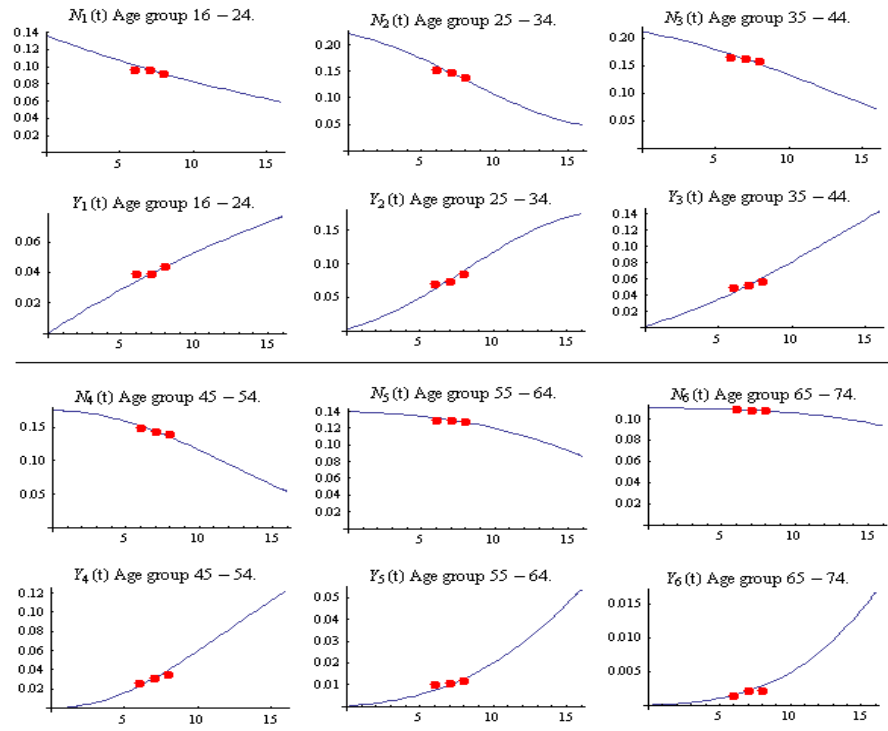 N₁(t) Age group 16 – 24.
0.14
0.12
0.10
0.08
0.06
0.04
0.02
5 10 15
N₂(t) Age group 25 – 34.
0.20
0.15
0.10
0.05
5 10 15
N₃(t) Age group 35 – 44.
0.20
0.15
0.10
0.05
5 10 15
Y₁(t) Age group 16 – 24.
0.06
0.04
0.02
5 10 15
Y₂(t) Age group 25 – 34.
0.15
0.10
0.05
5 10 15
Y₃(t) Age group 35 – 44.
0.14
0.12
0.10
0.08
0.06
0.04
0.02
5 10 15
N₄(t) Age group 45 – 54.
0.15
0.10
0.05
5 10 15
N₅(t) Age group 55 – 64.
0.14
0.12
0.10
0.08
0.06
0.04
0.02
5 10 15
N₆(t) Age group 65 – 74.
0.10
0.08
0.06
0.04
0.02
5 10 15
Y₄(t) Age group 45 – 54.
0.12
0.10
0.08
0.06
0.04
0.02
5 10 15
Y₅(t) Age group 55 – 64.
0.05
0.04
0.03
0.02
0.01
5 10 15
Y₆(t) Age group 65 – 74.
0.015
0.010
0.005
5 10 15